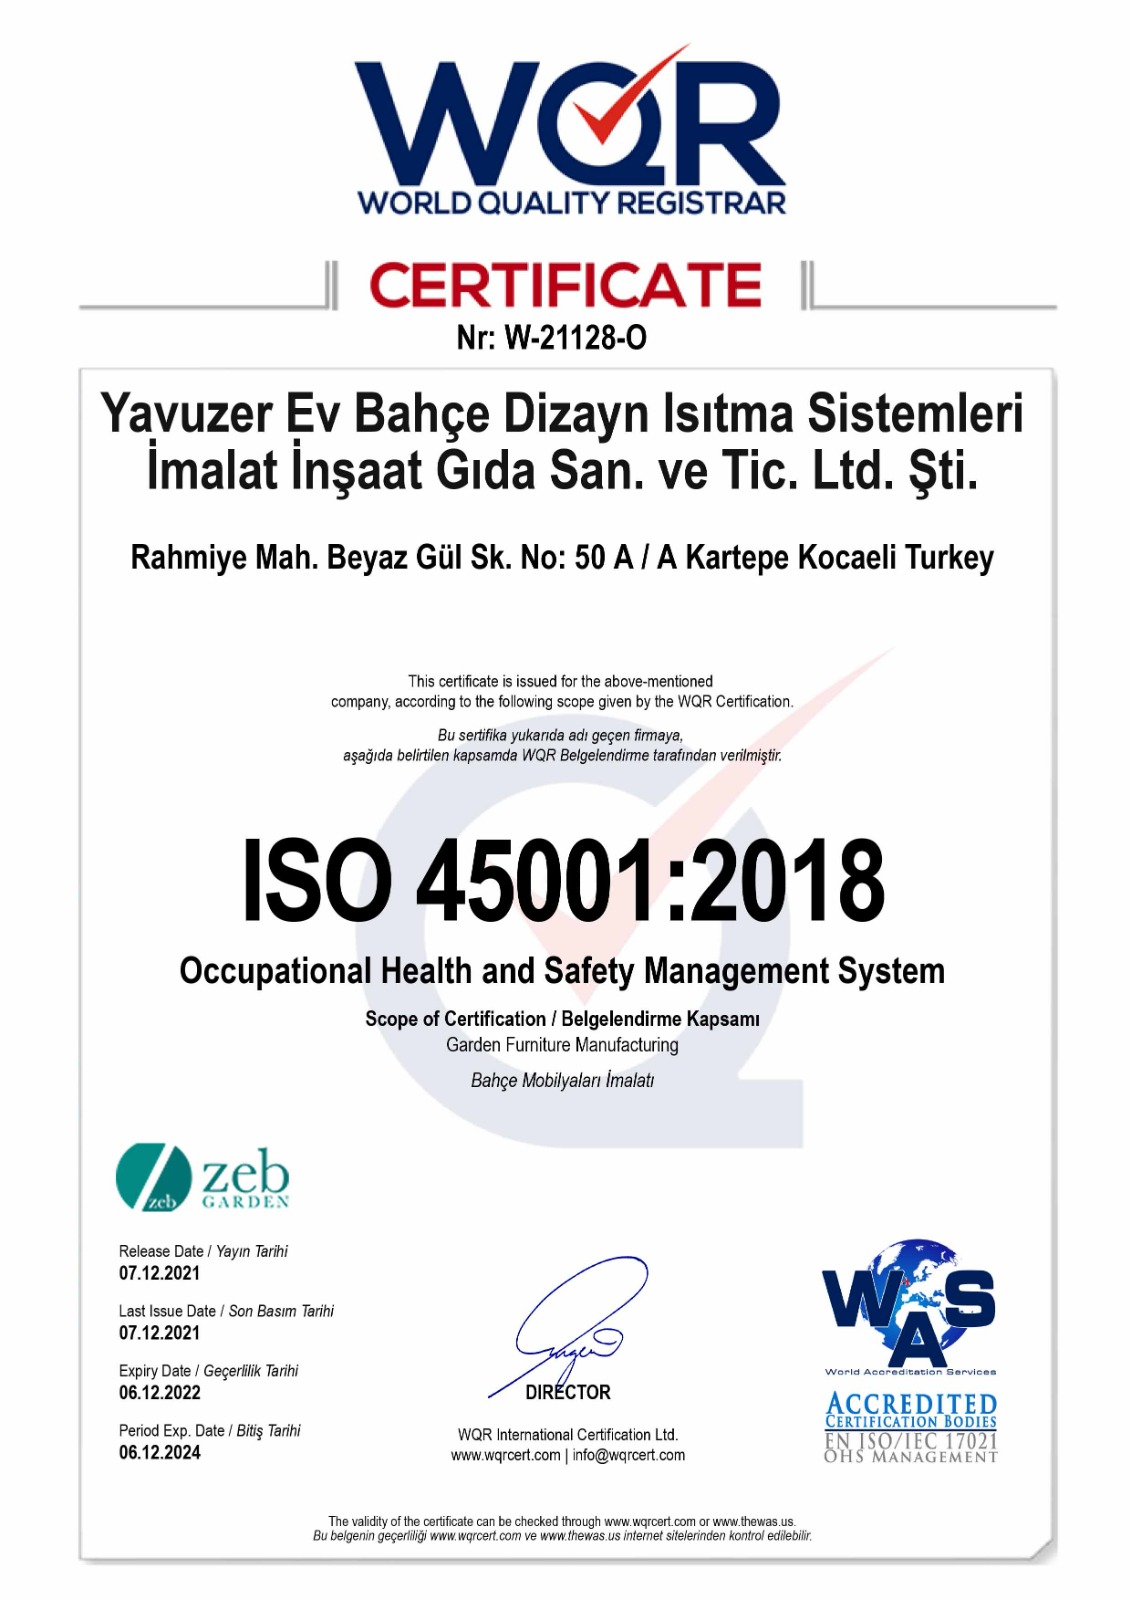 WQR
WORLD QUALITY REGISTRAR
CERTIFICATE
Nr: W-21128-O
Yavuzer Ev Bahçe Dizayn Isıtma Sistemleri
İmalat İnşaat Gıda San. ve Tic. Ltd. Şti.
Rahmiye Mah. Beyaz Gül Sk. No: 50 A / A Kartepe Kocaeli Turkey
This certificate is issued for the above-mentioned
company, according to the following scope given by the WQR Certification.
Bu sertifika yukarıda adı geçen firmaya,
aşağıda belirtilen kapsamda WQR Belgelendirme tarafından verilmiştir.
ISO 45001:2018
Occupational Health and Safety Management System
Scope of Certification / Belgelendirme Kapsamı
Garden Furniture Manufacturing
Bahçe Mobilyaları İmalatı
zeb
zeb
GARDEN
Release Date / Yayın Tarihi
07.12.2021
Last Issue Date / Son Basım Tarihi
07.12.2021
Expiry Date / Geçerlilik Tarihi
06.12.2022
Period Exp. Date / Bitiş Tarihi
06.12.2024
DIRECTOR
WQR International Certification Ltd.
www.wqrcert.com | info@wqrcert.com
WAS
World Accreditation Services
ACCREDITED
CERTIFICATION BODIES
EN ISO/IEC 17021
OHS MANAGEMENT
The validity of the certificate can be checked through www.wqrcert.com or www.thewas.us.
Bu belgenin geçerliliği www.wqrcert.com ve www.thewas.us internet sitelerinden kontrol edilebilir.